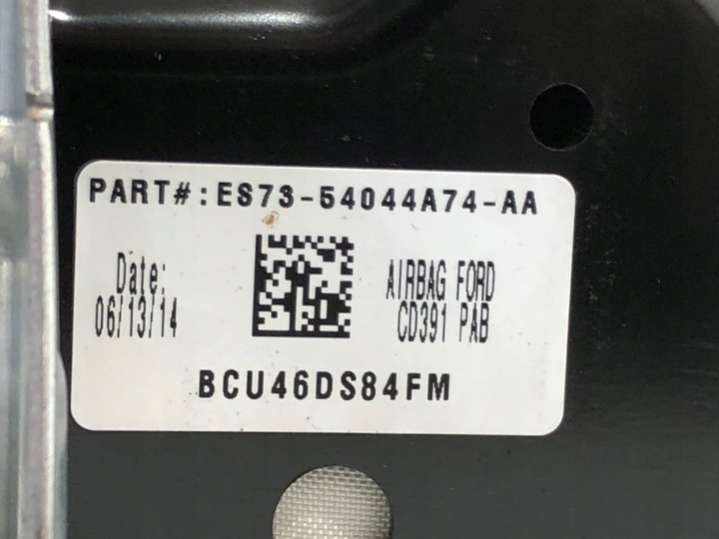 PART#:ES73-54044A74-AA
Date:
06/13/14
AIRBAG FORD
CD391 PAB
BCU46DS84FM